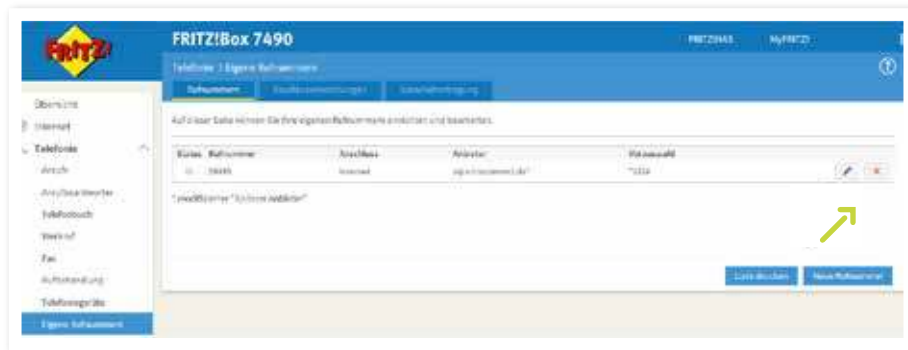 FRITZ!
FRITZ!Box 7490
FRITZ!NAS
MyFRITZ!
Telefonie > Eigene Rufnummern
Rufnummern
Übersicht
Internet
Telefonie
Anrufe
Anrufbeantworter
Telefonbuch
Weckruf
Fax
Rufbehandlung
Telefoniegeräte
Eigene Rufnummern
Auf dieser Seite können Sie Ihre eigenen Rufnummern einrichten und bearbeiten.
Status Rufnummer Anschluss Anbieter Vorauswahl
Internet
Liste drucken
Neue Rufnummer